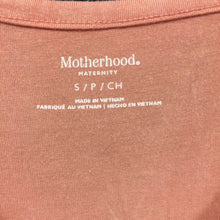 Motherhood.
MATERNITY
S / P / CH
MADE IN VIETNAM
FABRIQUÉ AU VIETNAM | HECHO EN VIETNAM